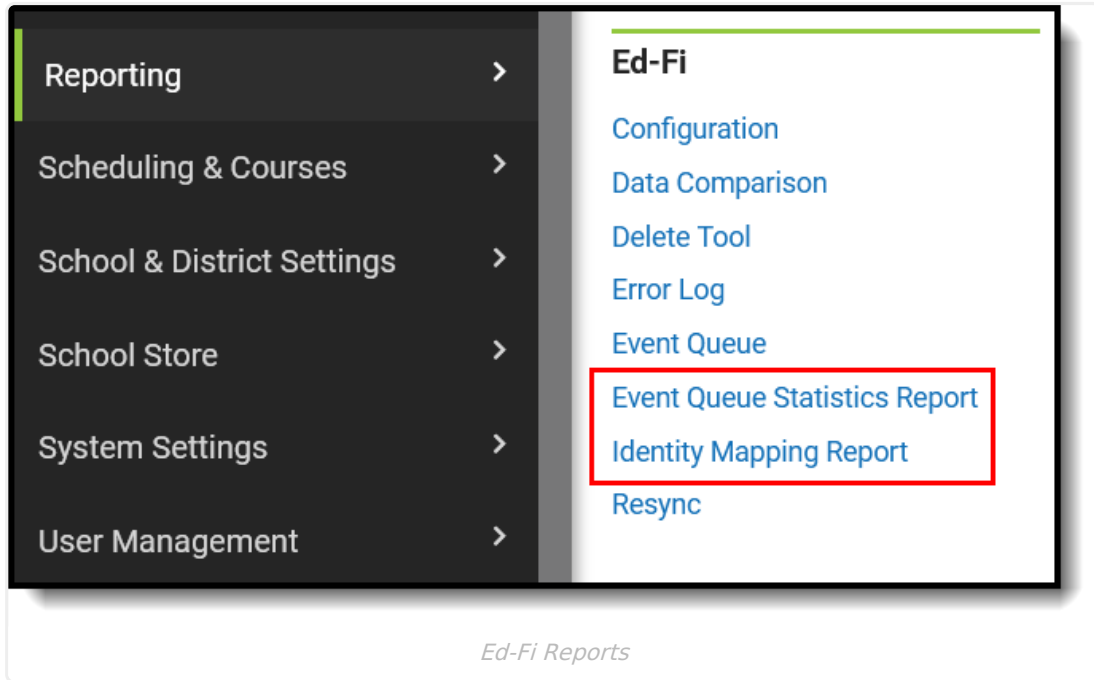 Reporting
Scheduling & Courses
School & District Settings
School Store
System Settings
User Management
Ed-Fi
Configuration
Data Comparison
Delete Tool
Error Log
Event Queue
Event Queue Statistics Report
Identity Mapping Report
Resync
Ed-Fi Reports